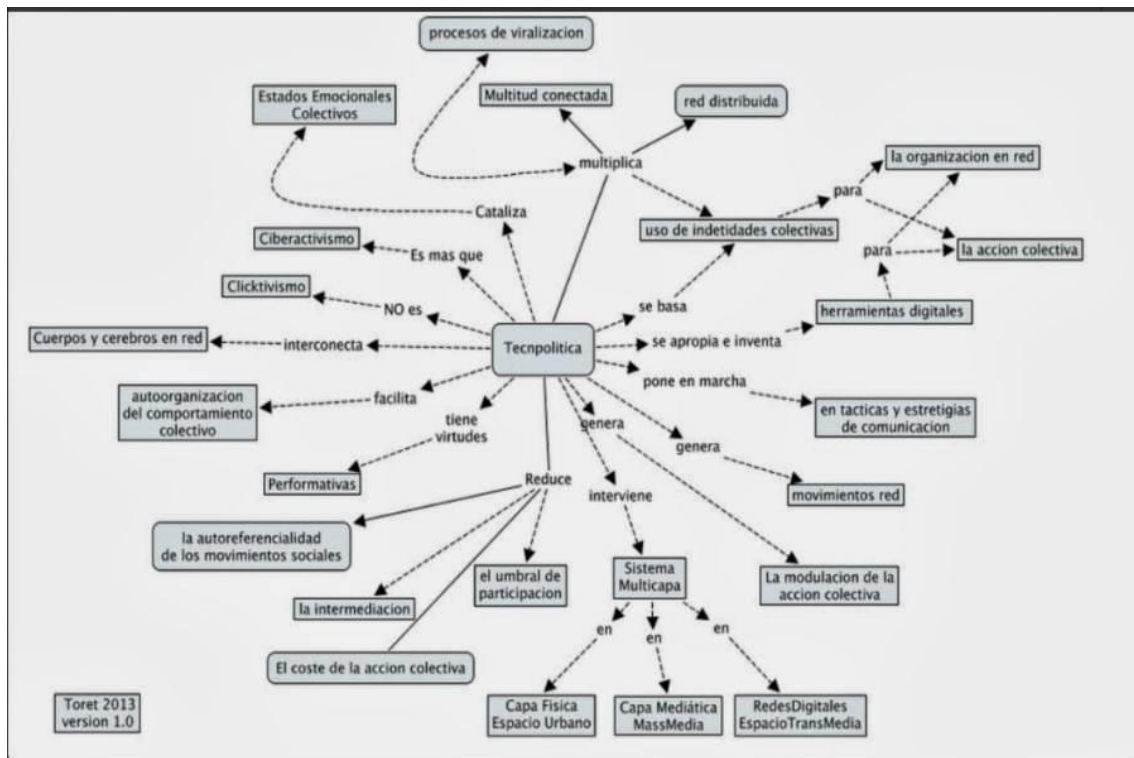 procesos de viralizacion
Estados Emocionales
Colectivos
Multitud conectada
red distribuida
multiplica
la organizacion en red
para
Cataliza
uso de indetidades colectivas
Ciberactivismo
Es mas que
para
la accion colectiva
Clicktivismo
NO es
se basa
herramientas digitales
Cuerpos y cerebros en red
interconecta
Tecnpolitica
se apropia e inventa
pone en marcha
autoorganizacion
del comportamiento
colectivo
facilita
tiene
virtudes
genera
en tacticas y estretigias
de comunicacion
genera
Performativas
Reduce
interviene
movimientos red
la autoreferencialidad
de los movimientos sociales
el umbral de
participacion
Sistema
Multicapa
La modulacion de la
accion colectiva
la intermediacion
en
en
en
El coste de la accion colectiva
Toret 2013
version 1.0
Capa Fisica
Espacio Urbano
Capa Mediática
MassMedia
RedesDigitales
EspacioTransMedia